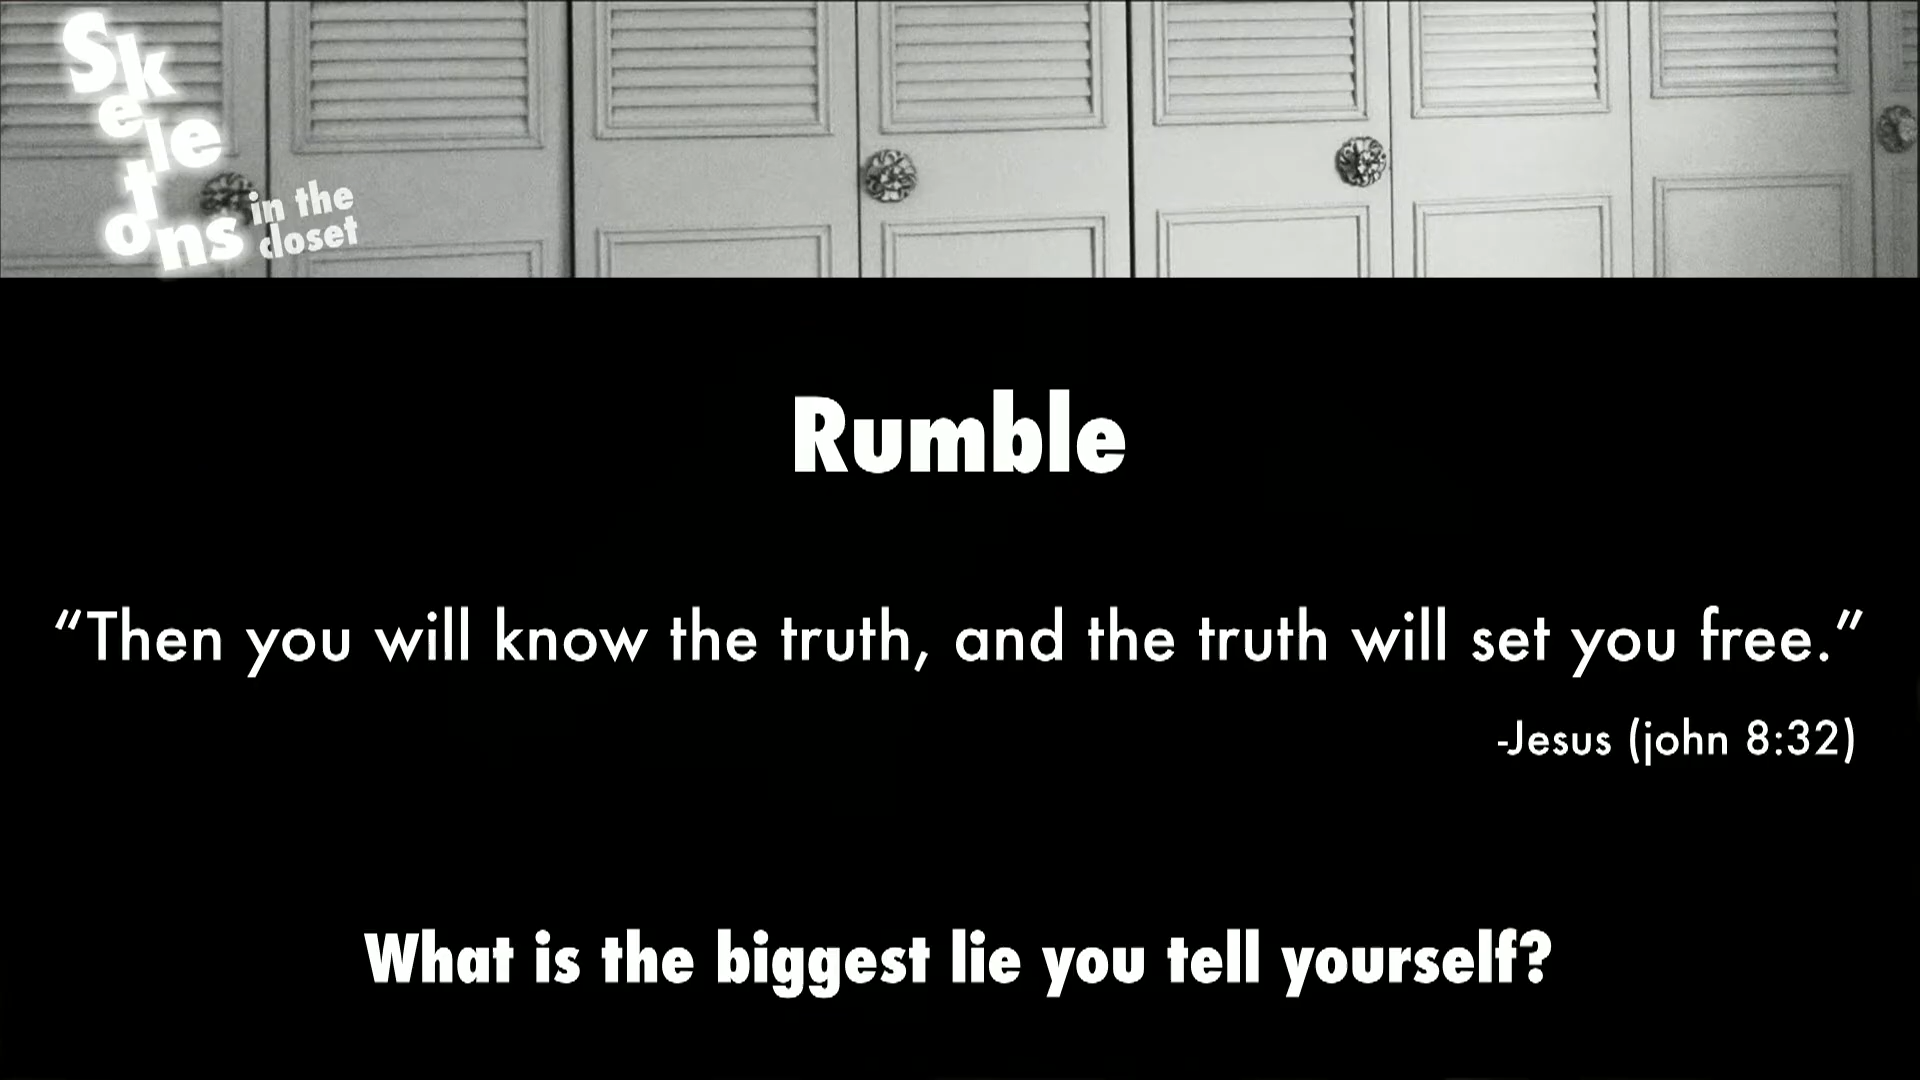 Skeletons
in the
closet
Rumble
“Then you will know the truth, and the truth will set you free.”
-Jesus (john 8:32)
What is the biggest lie you tell yourself?